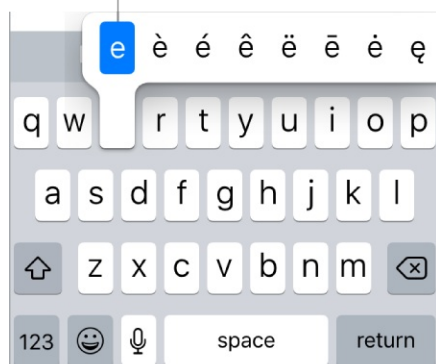 e è é ê ë ē ė ę
q w r t y u i o p
a s d f g h j k l
z x c v b n m
123 space return